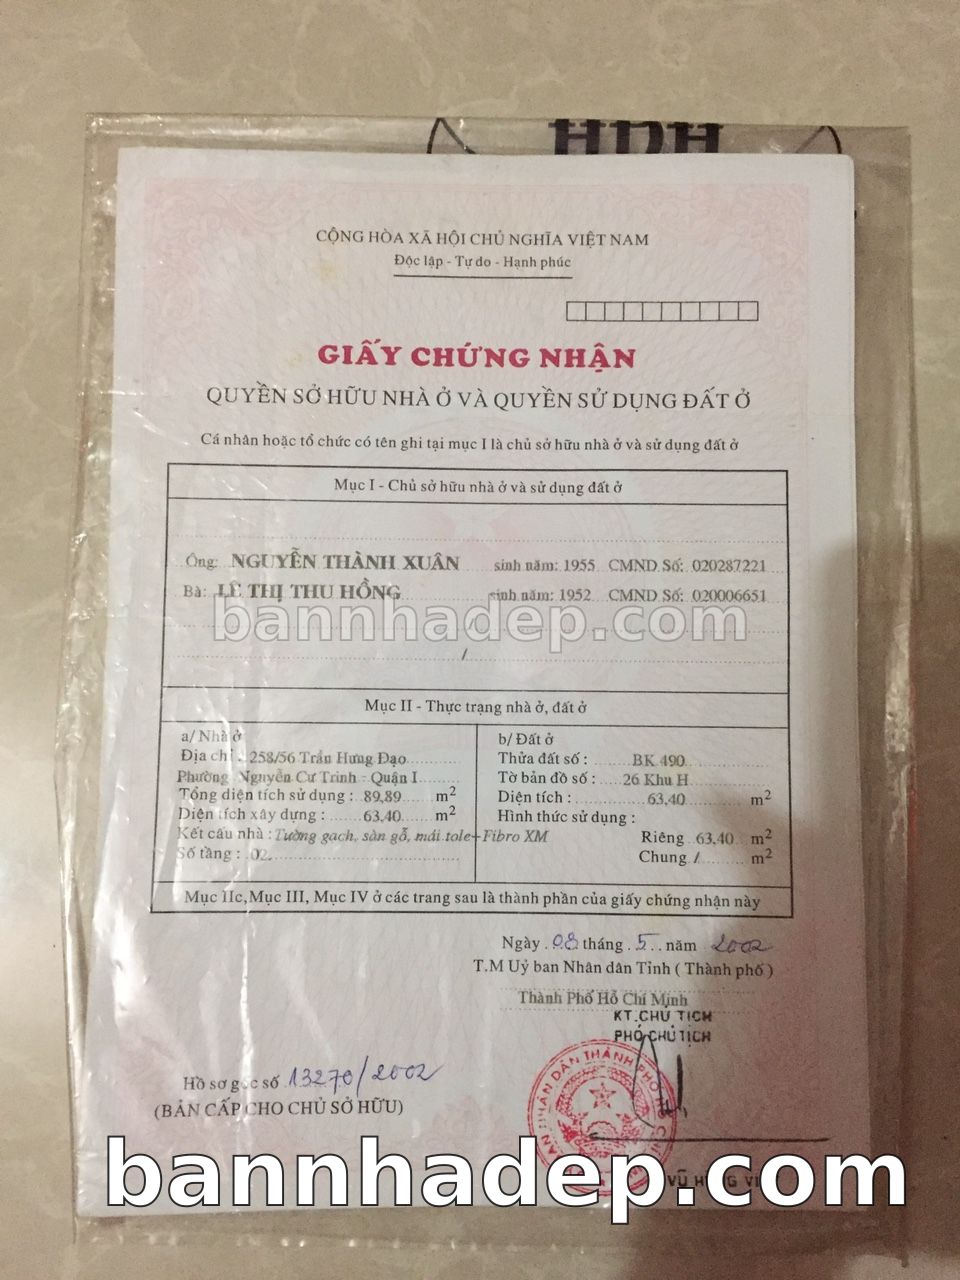 HDH
CỘNG HÒA XÃ HỘI CHỦ NGHĨA VIỆT NAM
Độc lập - Tự do - Hạnh phúc
GIẤY CHỨNG NHẬN
QUYỀN SỞ HỮU NHÀ Ở VÀ QUYỀN SỬ DỤNG ĐẤT Ở
Cá nhân hoặc tổ chức có tên ghi tại mục I là chủ sở hữu nhà ở và sử dụng đất ở
Mục I - Chủ sở hữu nhà ở và sử dụng đất ở
Ông: NGUYỄN THÀNH XUÂN sinh năm: 1955 CMND Số: 020287221
Bà: LÊ THỊ THU HỒNG sinh năm: 1952 CMND Số: 020006651
bannhadep.com
/
Mục II - Thực trạng nhà ở, đất ở
a/ Nhà ở
Địa chỉ : 258/56 Trần Hưng Đạo
Phường Nguyễn Cư Trinh - Quận I
Tổng diện tích sử dụng : 89,89 m²
Diện tích xây dựng : 63,40 m²
Kết cấu nhà : Tường gạch, sàn gỗ, mái tole+Fibro XM
Số tầng : 02
b/ Đất ở
Thửa đất số : BK 490
Tờ bản đồ số : 26 Khu H
Diện tích : 63,40 m²
Hình thức sử dụng :
Riêng 63,40 m²
Chung / m²
Mục IIc, Mục III, Mục IV ở các trang sau là thành phần của giấy chứng nhận này
Ngày 08 tháng 5 năm 2002
T.M Uỷ ban Nhân dân Tỉnh ( Thành phố )
Thành Phố Hồ Chí Minh
KT.CHỦ TỊCH
PHÓ CHỦ TỊCH
Hồ sơ gốc số 13270/2002
(BẢN CẤP CHO CHỦ SỞ HỮU)
bannhadep.com